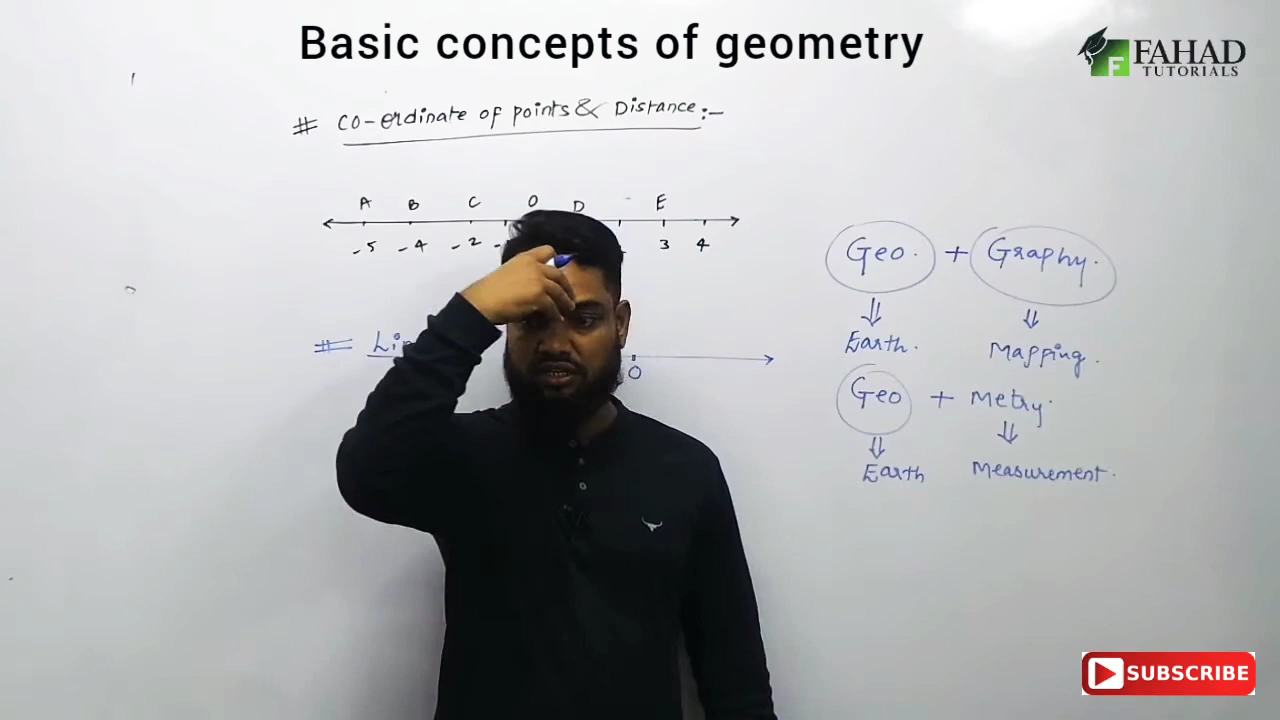 Basic concepts of geometry
FAHAD
TUTORIALS
# CO-erdinate of points & Distance:-
A B C O D E
-5 -4 -2 - 3 4
Geo. + Graphy.
⇓ ⇓
Earth. Mapping.
= O
Geo + Metry.
⇓ ⇓
Earth Measurement.
SUBSCRIBE